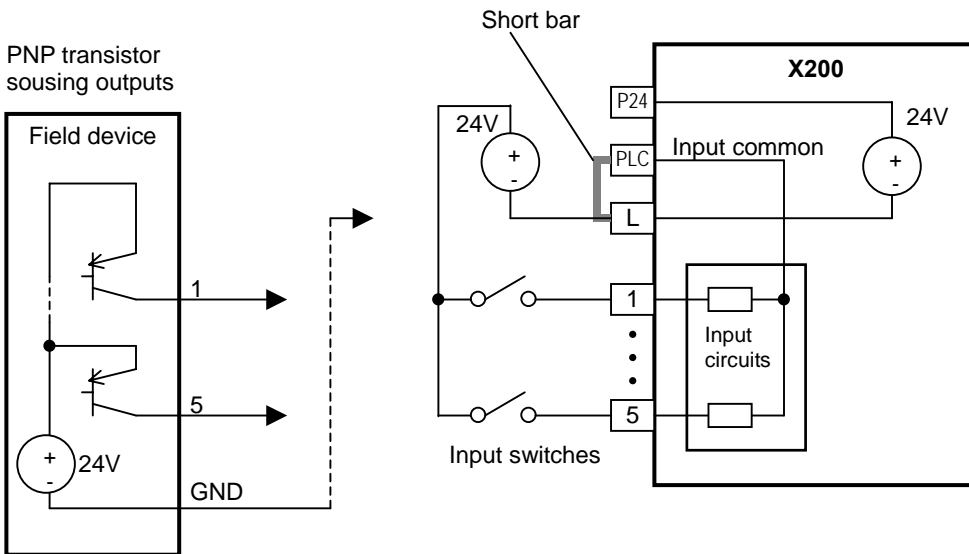 Short bar
PNP transistor
sousing outputs
Field device
1
5
+
-
24V
GND
24V
+
-
P24
PLC
L
1
5
Input switches
X200
Input common
24V
+
-
Input
circuits